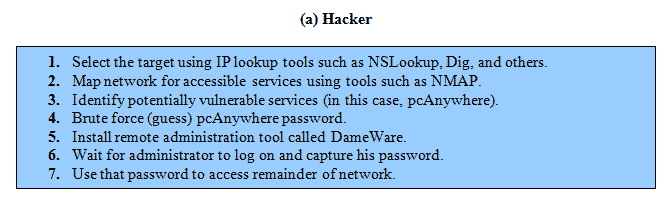 (a) Hacker
1. Select the target using IP lookup tools such as NSLookup, Dig, and others.
2. Map network for accessible services using tools such as NMAP.
3. Identify potentially vulnerable services (in this case, pcAnywhere).
4. Brute force (guess) pcAnywhere password.
5. Install remote administration tool called DameWare.
6. Wait for administrator to log on and capture his password.
7. Use that password to access remainder of network.